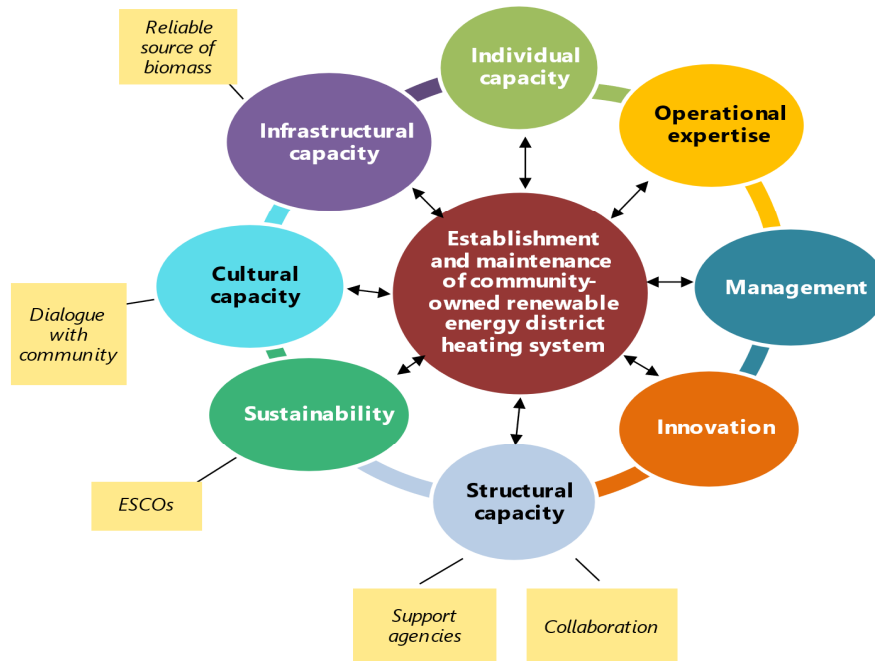 Reliable
source of
biomass
Individual
capacity
Operational
expertise
Infrastructural
capacity
Establishment
and maintenance
of community-
owned renewable
energy district
heating system
Cultural
capacity
Management
Dialogue
with
community
Sustainability
Innovation
ESCOs
Structural
capacity
Support
agencies
Collaboration